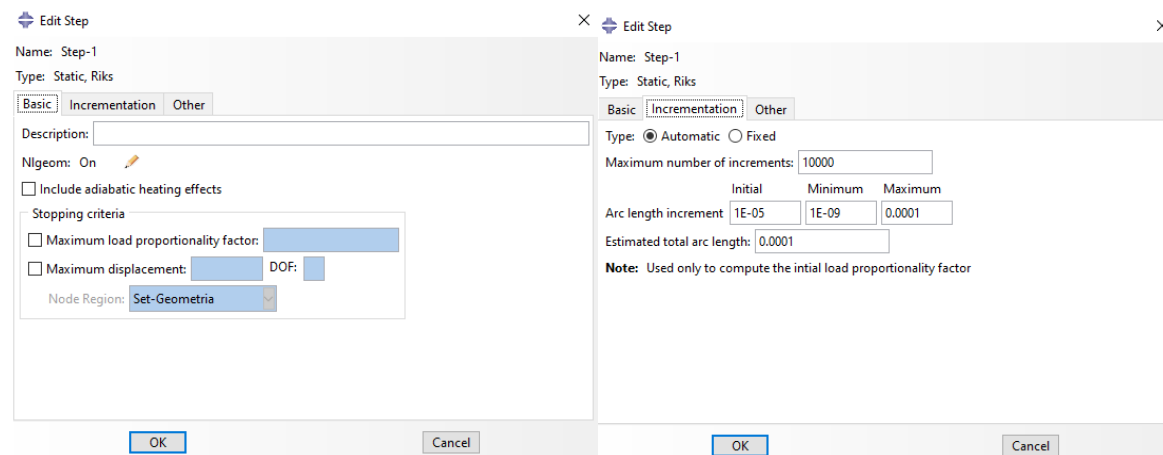 Edit Step
Name: Step-1
Type: Static, Riks
Basic Incrementation Other
Description:
Nlgeom: On
Include adiabatic heating effects
Stopping criteria
Maximum load proportionality factor:
Maximum displacement: DOF:
Node Region: Set-Geometria
OK Cancel
Edit Step
Name: Step-1
Type: Static, Riks
Basic Incrementation Other
Type: Automatic Fixed
Maximum number of increments: 10000
Initial Minimum Maximum
Arc length increment 1E-05 1E-09 0.0001
Estimated total arc length: 0.0001
Note: Used only to compute the intial load proportionality factor
OK Cancel